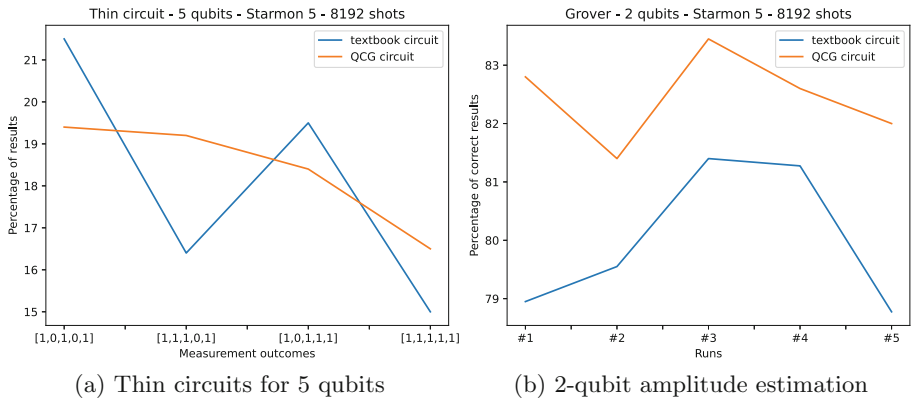 Thin circuit - 5 qubits - Starmon 5 - 8192 shots
textbook circuit
QCG circuit
Percentage of results
21
20
19
18
17
16
15
[1,0,1,0,1]
[1,1,1,0,1]
[1,0,1,1,1]
[1,1,1,1,1]
Measurement outcomes
(a) Thin circuits for 5 qubits
Grover - 2 qubits - Starmon 5 - 8192 shots
textbook circuit
QCG circuit
Percentage of correct results
83
82
81
80
79
#1
#2
#3
#4
#5
Runs
(b) 2-qubit amplitude estimation